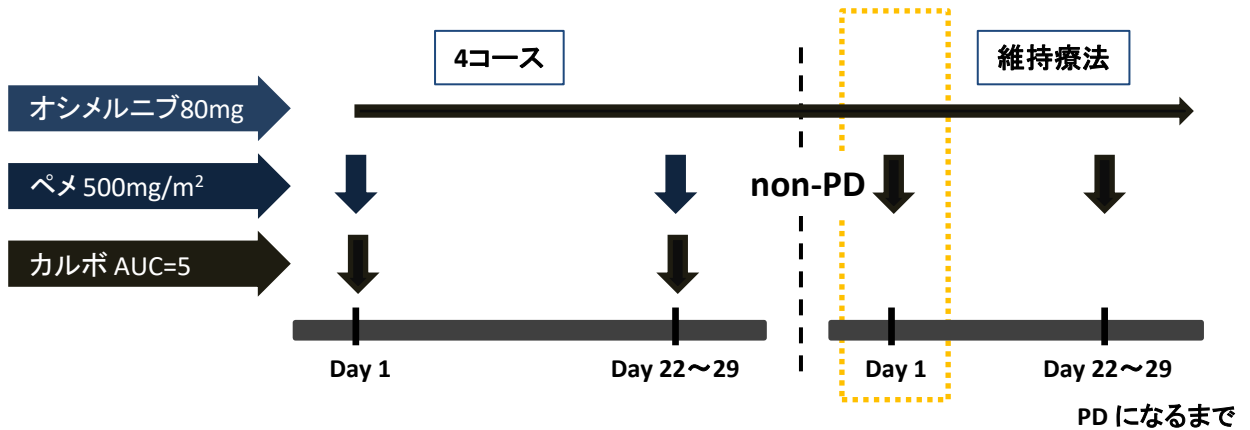 4コース
維持療法
オシメルニブ80mg
ペメ 500mg/m²
non-PD
カルボ AUC=5
Day 1
Day 22～29
Day 1
Day 22～29
PD になるまで